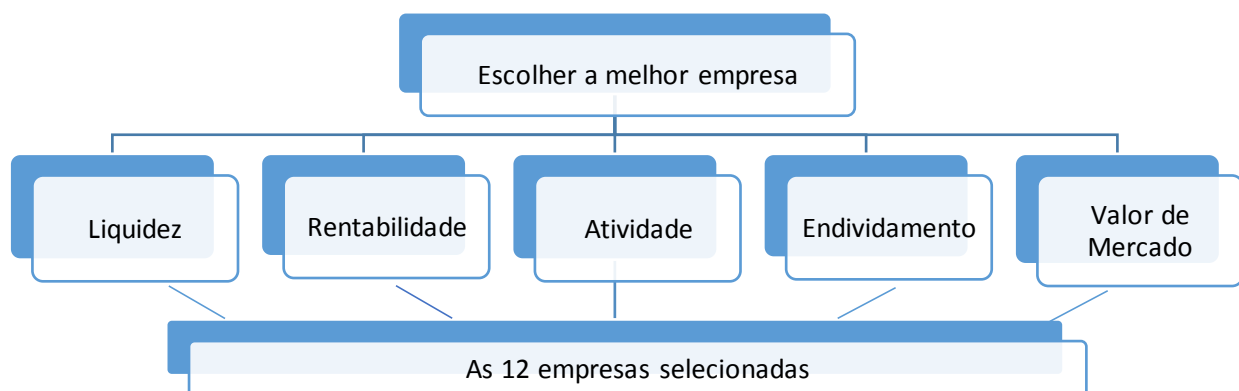 Escolher a melhor empresa
Liquidez
Rentabilidade
Atividade
Endividamento
Valor de
Mercado
As 12 empresas selecionadas